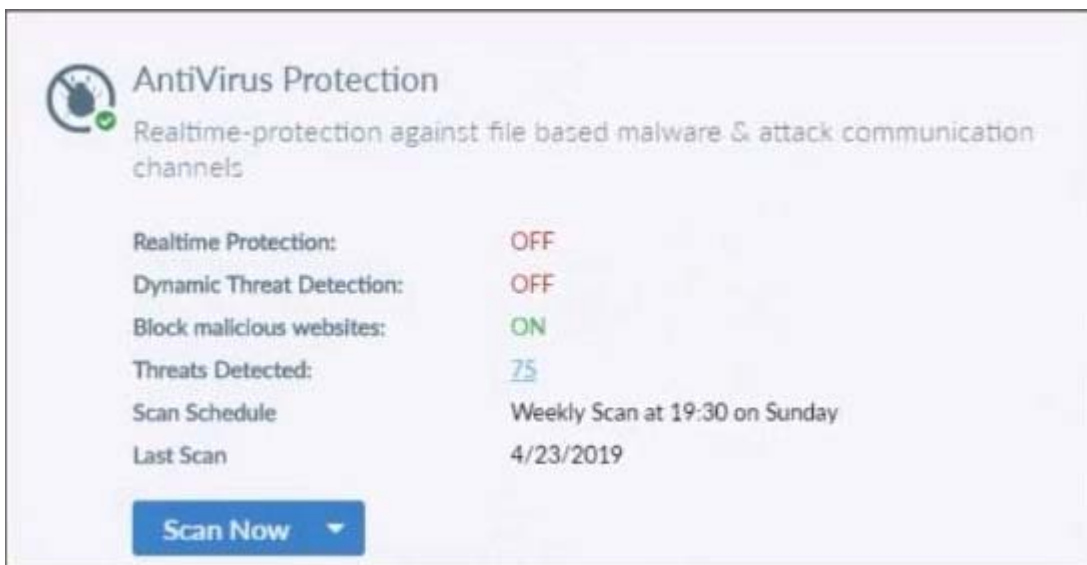 AntiVirus Protection
Realtime-protection against file based malware & attack communication
channels
Realtime Protection: OFF
Dynamic Threat Detection: OFF
Block malicious websites: ON
Threats Detected: 75
Scan Schedule Weekly Scan at 19:30 on Sunday
Last Scan 4/23/2019
Scan Now